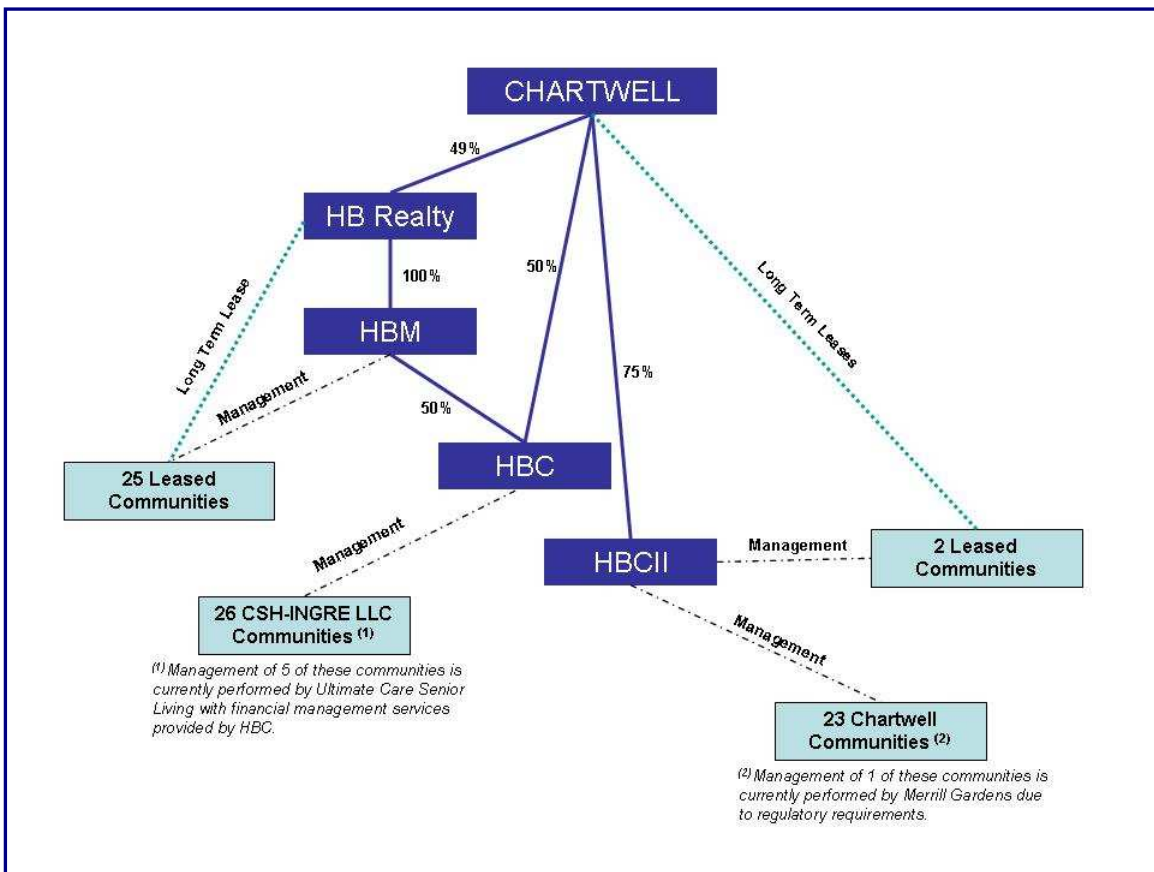 CHARTWELL
49%
HB Realty
100%
50%
Long Term Leases
Long Term Lease
HBM
Management
50%
75%
HBC
25 Leased
Communities
Management
HBCII
Management
2 Leased
Communities
26 CSH-INGRE LLC
Communities (1)
(1) Management of 5 of these communities is
currently performed by Ultimate Care Senior
Living with financial management services
provided by HBC.
Management
23 Chartwell
Communities (2)
(2) Management of 1 of these communities is
currently performed by Merrill Gardens due
to regulatory requirements.